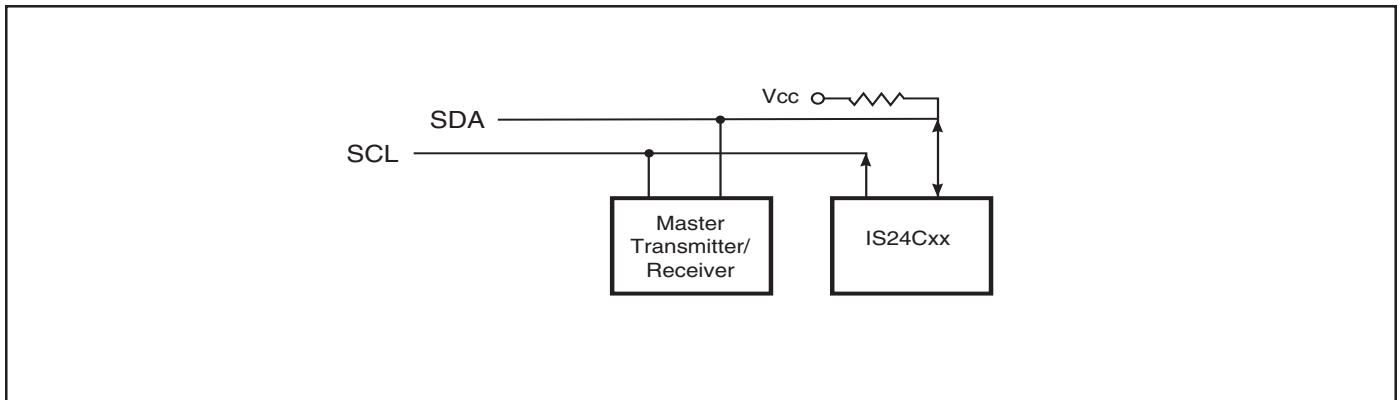 Vcc
SDA
SCL
Master
Transmitter/
Receiver
IS24Cxx